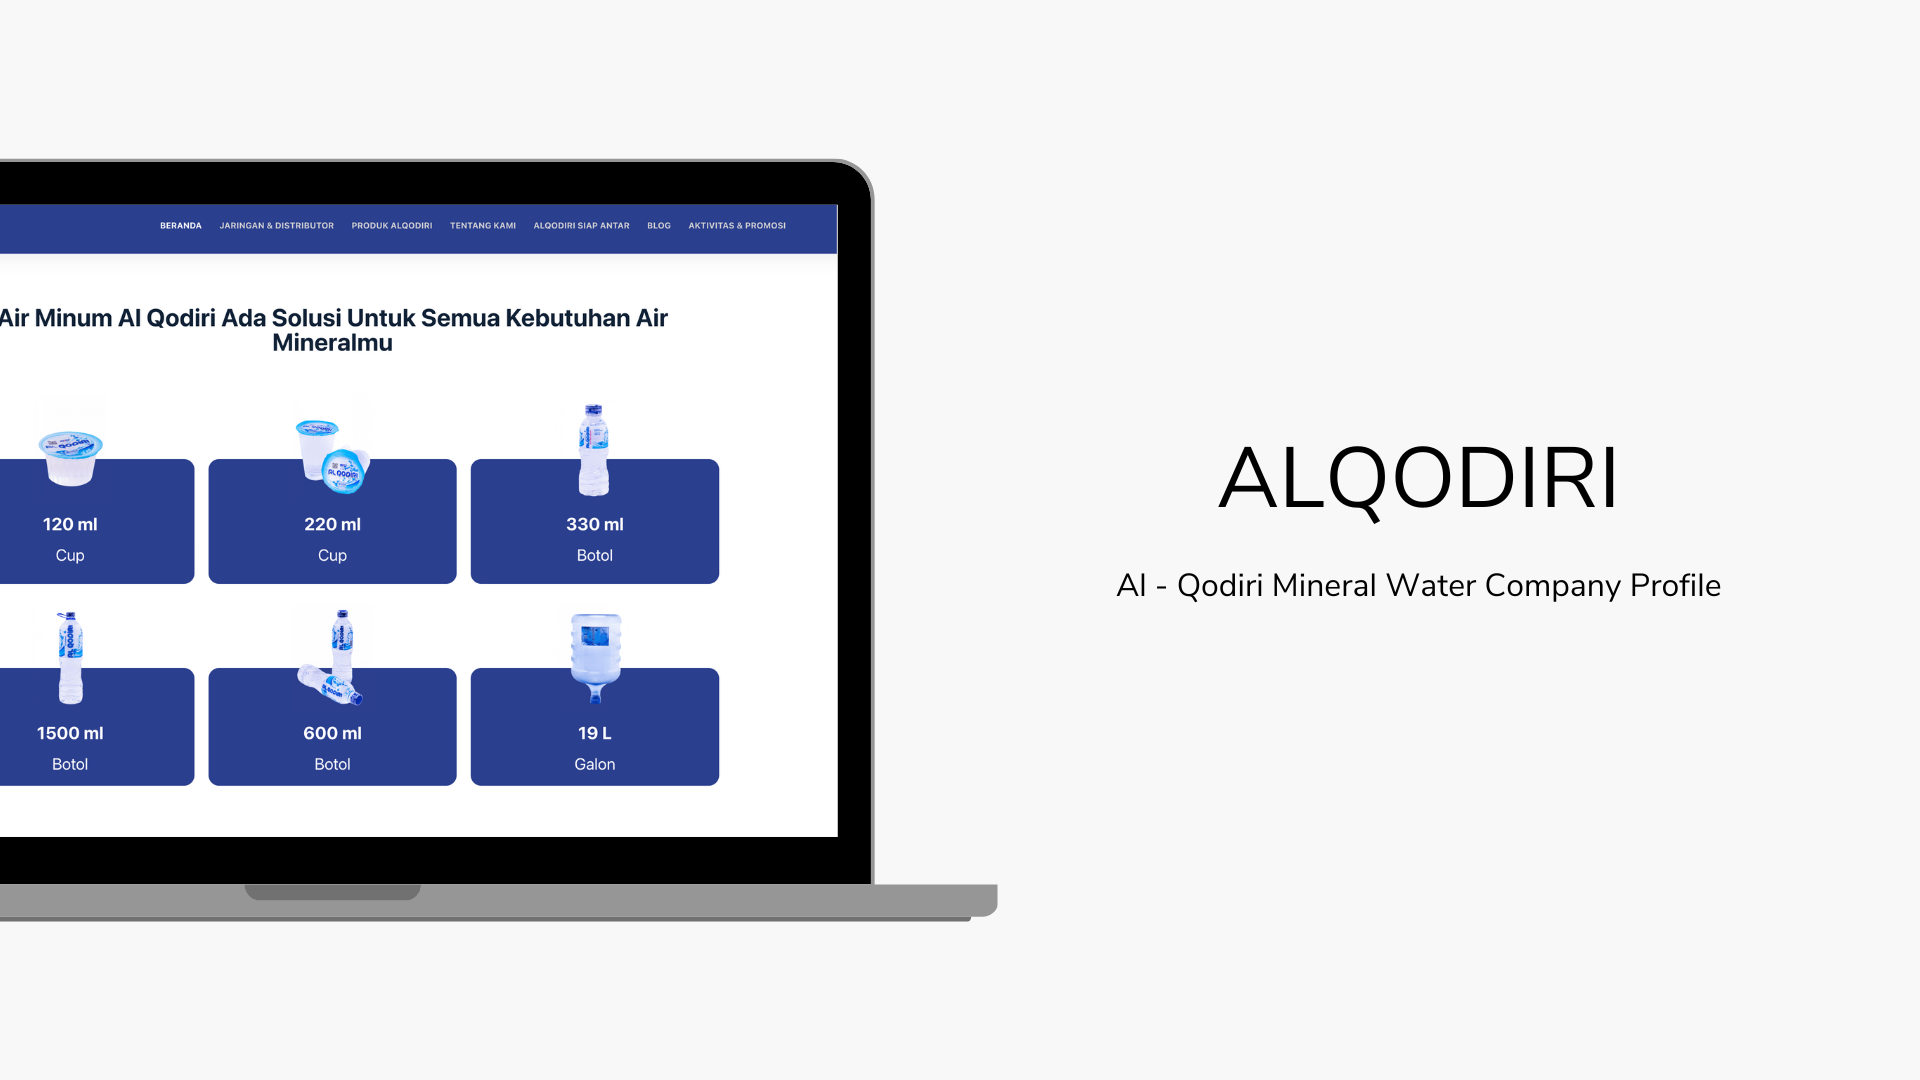 BERANDA JARINGAN & DISTRIBUTOR PRODUK ALQODIRI TENTANG KAMI ALQODIRI SIAP ANTAR BLOG AKTIVITAS & PROMOSI
Air Minum Al Qodiri Ada Solusi Untuk Semua Kebutuhan Air
Mineralmu
ALQODIRI
120 ml
Cup
220 ml
Cup
330 ml
Botol
1500 ml
Botol
600 ml
Botol
19 L
Galon
ALQODIRI
Al - Qodiri Mineral Water Company Profile